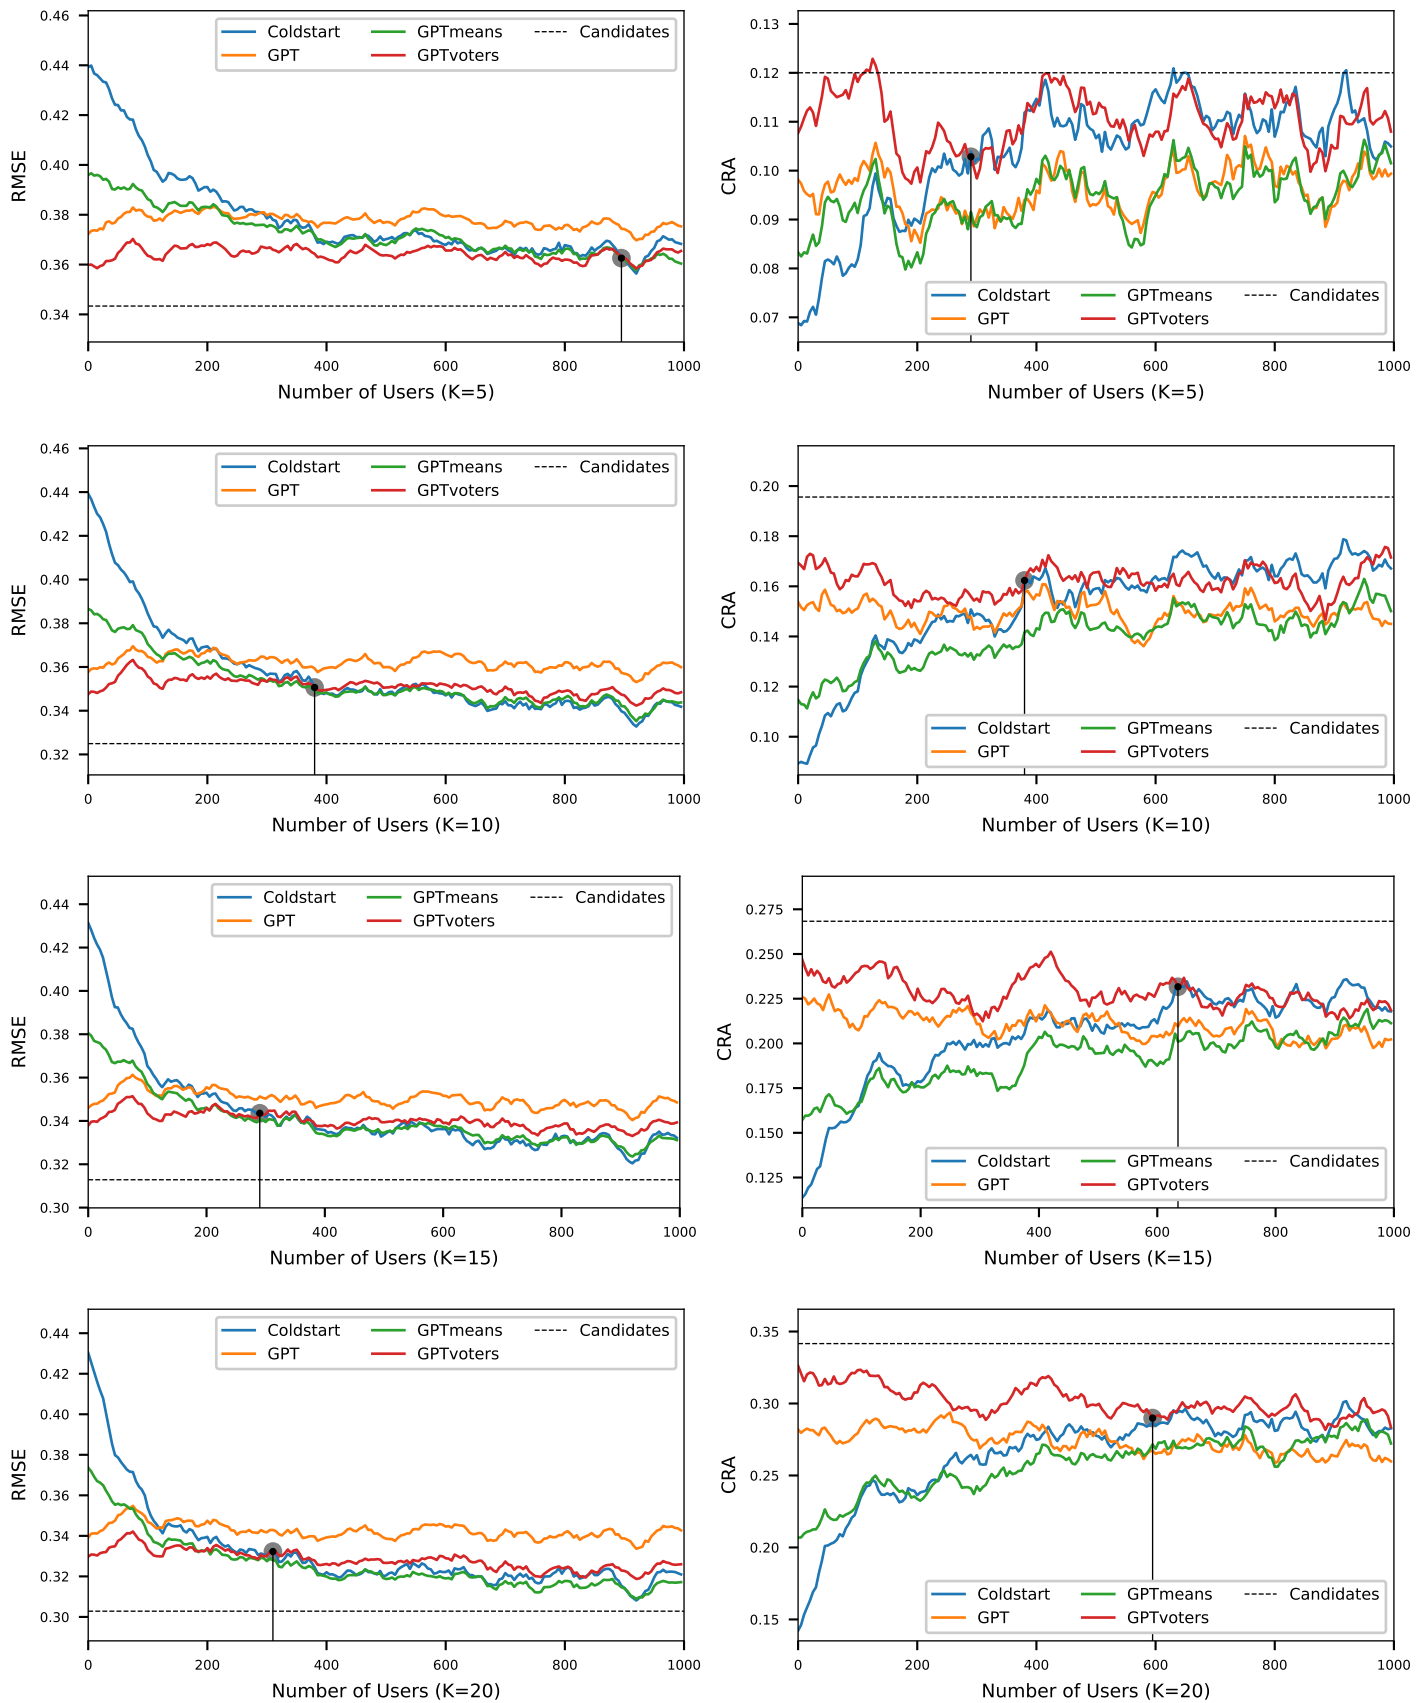 0.46
0.44
0.42
0.40
0.38
0.36
0.34
RMSE
Coldstart GPTmeans Candidates
GPT GPTvoters
0 200 400 600 800 1000
Number of Users (K=5)
0.13
0.12
0.11
0.10
0.09
0.08
0.07
CRA
Coldstart GPTmeans Candidates
GPT GPTvoters
0 200 400 600 800 1000
Number of Users (K=5)
0.46
0.44
0.42
0.40
0.38
0.36
0.34
0.32
RMSE
Coldstart GPTmeans Candidates
GPT GPTvoters
0 200 400 600 800 1000
Number of Users (K=10)
0.20
0.18
0.16
0.14
0.12
0.10
CRA
Coldstart GPTmeans Candidates
GPT GPTvoters
0 200 400 600 800 1000
Number of Users (K=10)
0.44
0.42
0.40
0.38
0.36
0.34
0.32
0.30
RMSE
Coldstart GPTmeans Candidates
GPT GPTvoters
0 200 400 600 800 1000
Number of Users (K=15)
0.275
0.250
0.225
0.200
0.175
0.150
0.125
CRA
Coldstart GPTmeans Candidates
GPT GPTvoters
0 200 400 600 800 1000
Number of Users (K=15)
0.44
0.42
0.40
0.38
0.36
0.34
0.32
0.30
RMSE
Coldstart GPTmeans Candidates
GPT GPTvoters
0 200 400 600 800 1000
Number of Users (K=20)
0.35
0.30
0.25
0.20
0.15
CRA
Coldstart GPTmeans Candidates
GPT GPTvoters
0 200 400 600 800 1000
Number of Users (K=20)